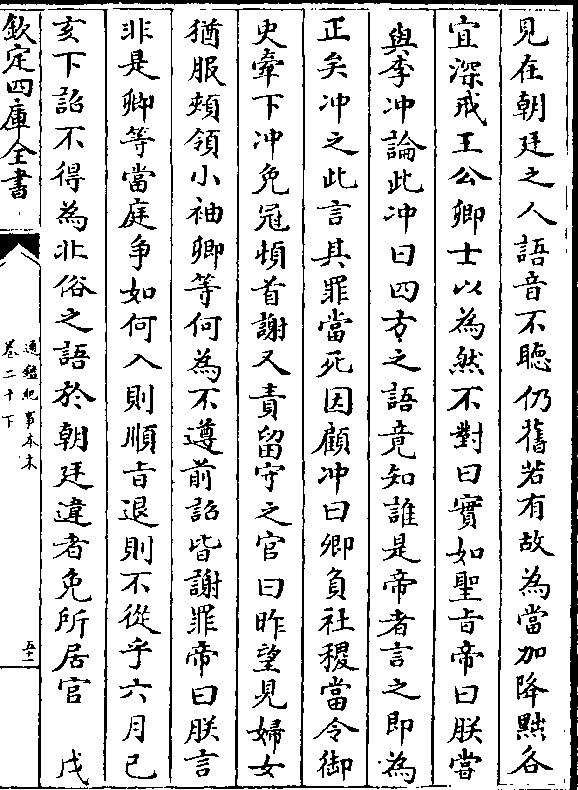 見在朝廷之人語音不聽仍舊若有故為當加降黜各
宜深戒王公卿士以為然不對曰實如聖旨帝曰朕嘗
與李冲論此冲曰四方之語竟知誰是帝者言之即為
正矣冲之此言其罪當死因顧冲曰卿負社稷當令御
史牽下冲免冠頓首謝又責留守之官曰昨望見婦女
猶服夾領小袖卿等何為不遵前詔皆謝罪帝曰朕言
非是卿等當庭爭如何入則順旨退則不從乎六月已
亥下詔不得為北俗之語於朝廷違者免所居官 戊
欽定四庫全書
通鑑紀事本末
卷二十下
五十二